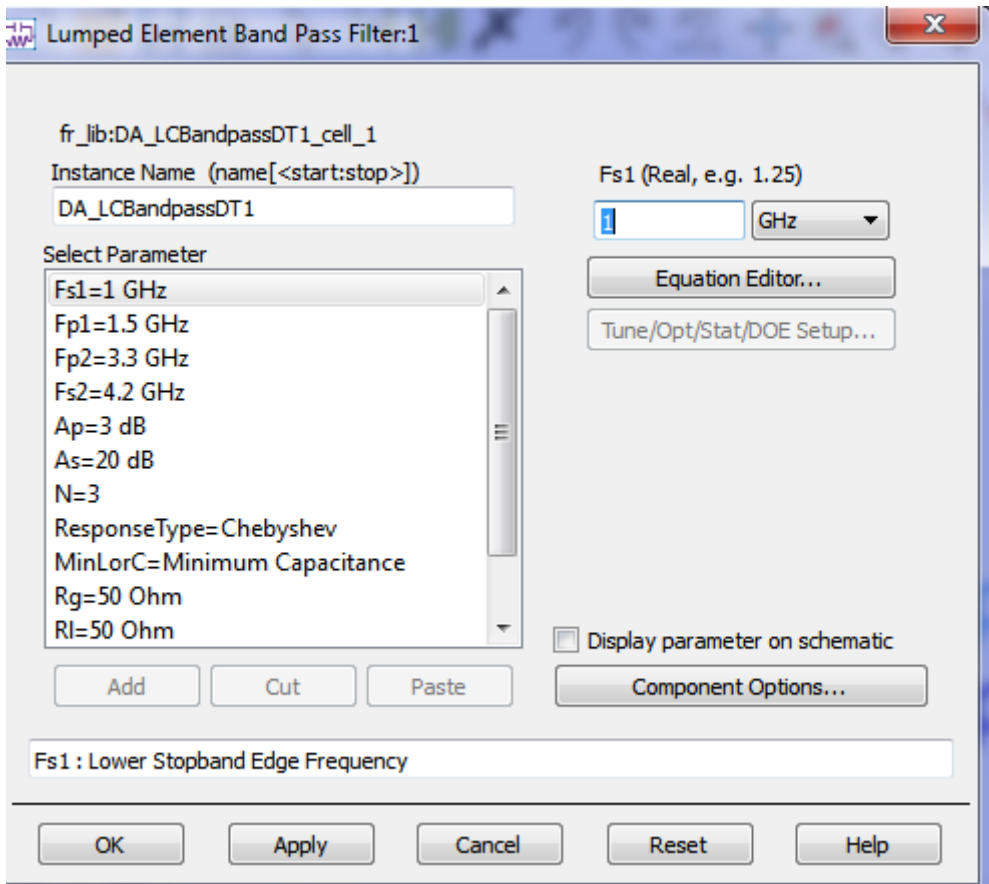 Lumped Element Band Pass Filter:1
fr_lib:DA_LCBandpassDT1_cell_1
Instance Name (name[<start:stop>])
DA_LCBandpassDT1
Select Parameter
Fs1=1 GHz
Fp1=1.5 GHz
Fp2=3.3 GHz
Fs2=4.2 GHz
Ap=3 dB
As=20 dB
N=3
ResponseType=Chebyshev
MinLorC=Minimum Capacitance
Rg=50 Ohm
Rl=50 Ohm
Add Cut Paste
Fs1 (Real, e.g. 1.25)
1 GHz
Equation Editor...
Tune/Opt/Stat/DOE Setup...
Display parameter on schematic
Component Options...
Fs1 : Lower Stopband Edge Frequency
OK Apply Cancel Reset Help